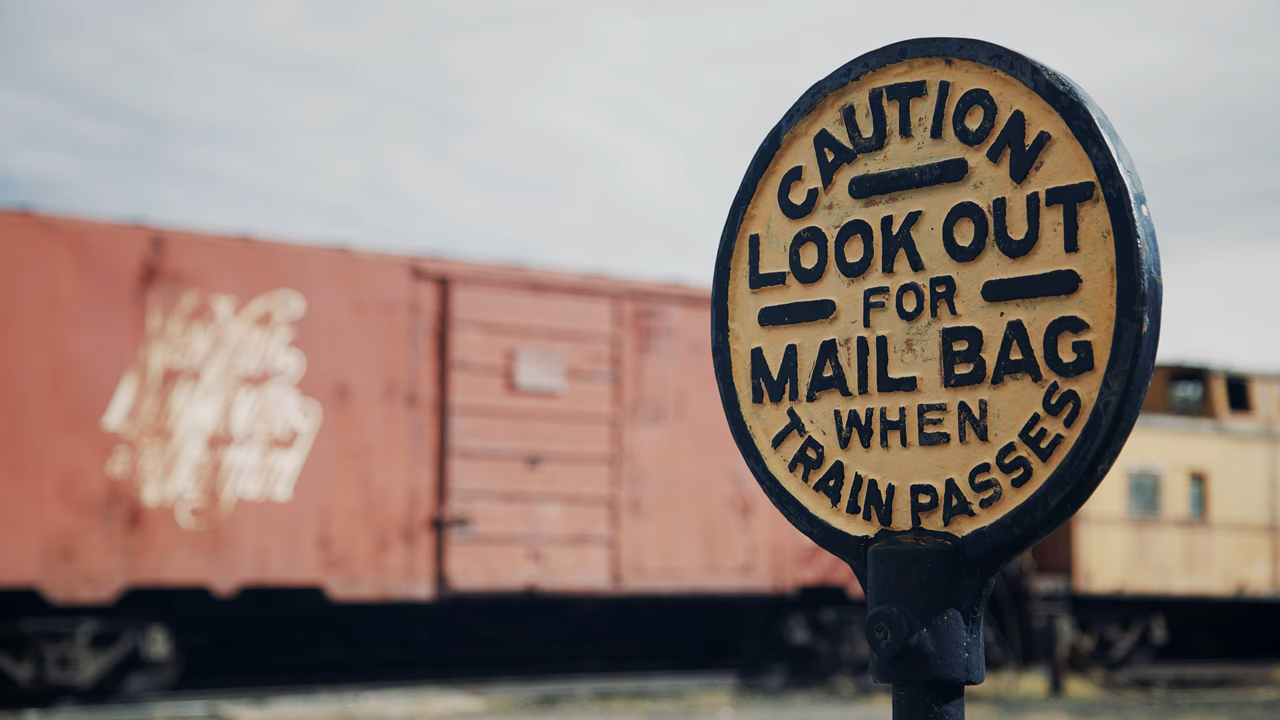 CAUTION
LOOK OUT
FOR
MAIL BAG
WHEN
TRAIN PASSES